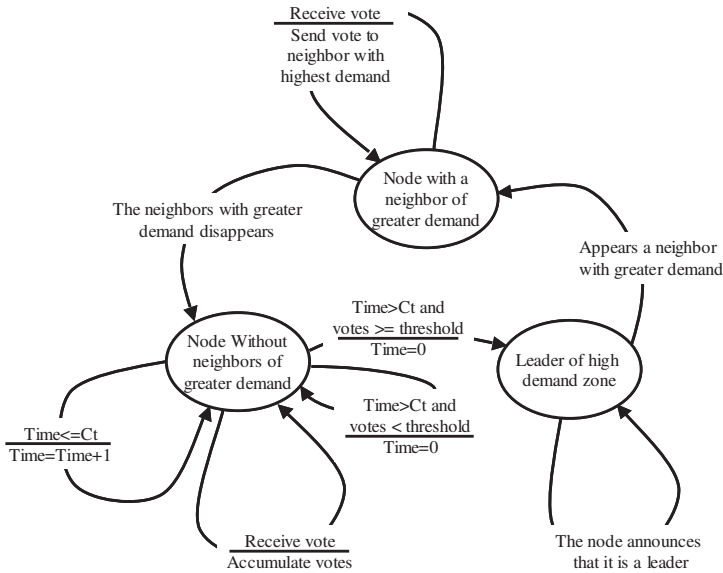 Receive vote
Send vote to
neighbor with
highest demand
Node with a
neighbor of
greater demand
The neighbors with greater
demand disappears
Appears a neighbor
with greater demand
Time>Ct and
votes >= threshold
Time=0
Node Without
neighbors of
greater demand
Leader of high
demand zone
Time>Ct and
votes < threshold
Time=0
Time<=Ct
Time=Time+1
Receive vote
Accumulate votes
The node announces
that it is a leader